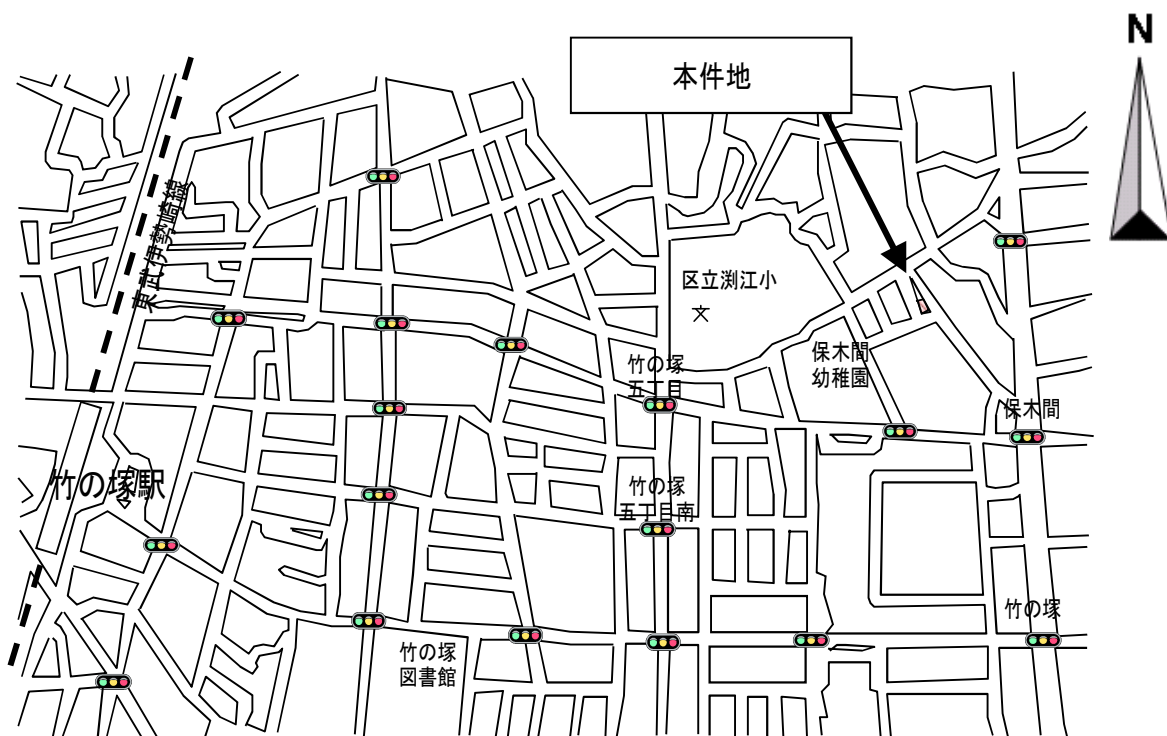 N
本件地
東武伊勢崎線
区立渕江小
文
竹の塚
五丁目
保木間
幼稚園
保木間
竹の塚駅
竹の塚
五丁目南
竹の塚
竹の塚
図書館